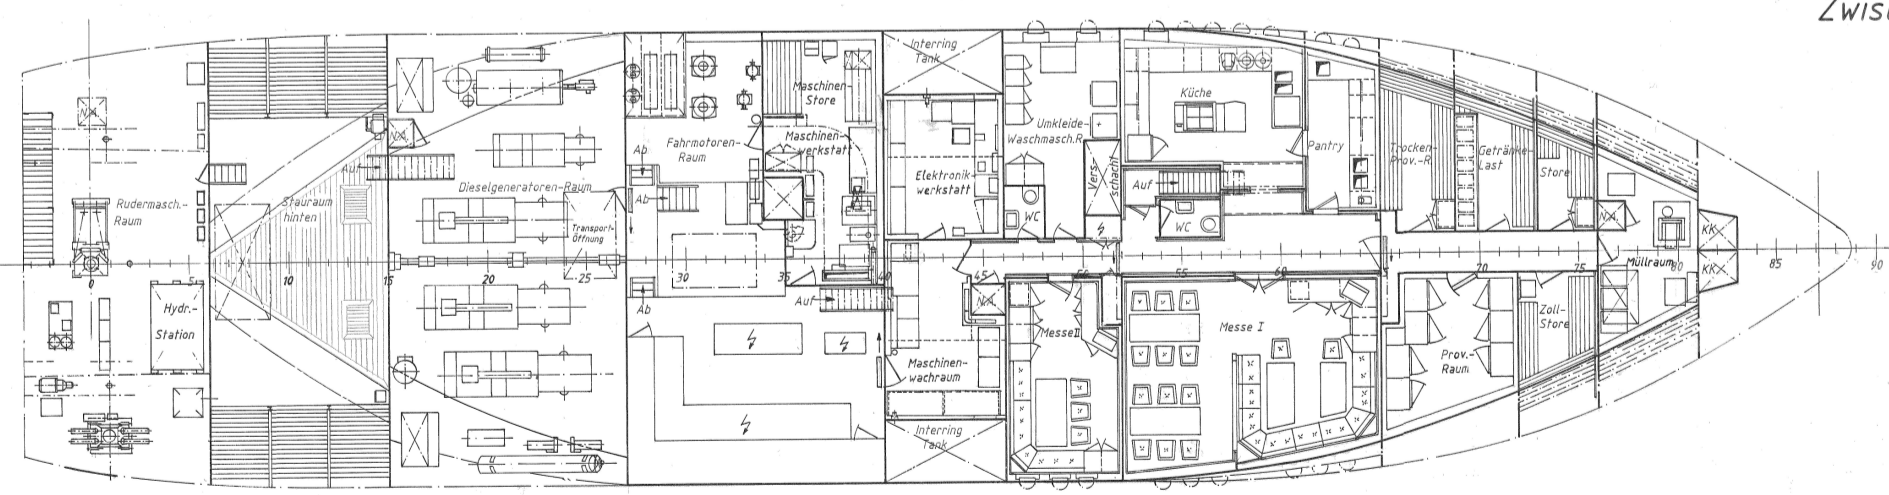 Zwisc
Interring
Tank
N.A.
Maschinen-
Store
Küche
Umkleide-
Waschmasch.R.
N.A.
Maschinen-
werkstatt
Fahrmotoren-
Raum
Pantry
Trocken-
Prov.-R.
Getränke-
Last
Ab
Auf
Elektronik-
werkstatt
Vers.-
schacht
Store
Auf
Dieselgeneratoren-Raum
Rudermasch.-
Raum
Stauraum
hinten
Ab
WC
WC
N.A.
KK
Transport-
Öffnung
Müllraum
KK
0
10
15
20
25
30
35
40
45
50
55
60
70
75
80
85
90
Hydr.-
Station
Ab
Auf
N.A.
Messe II
Messe I
Zoll-
Store
Prov.-
Raum
Maschinen-
wachraum
Interring
Tank